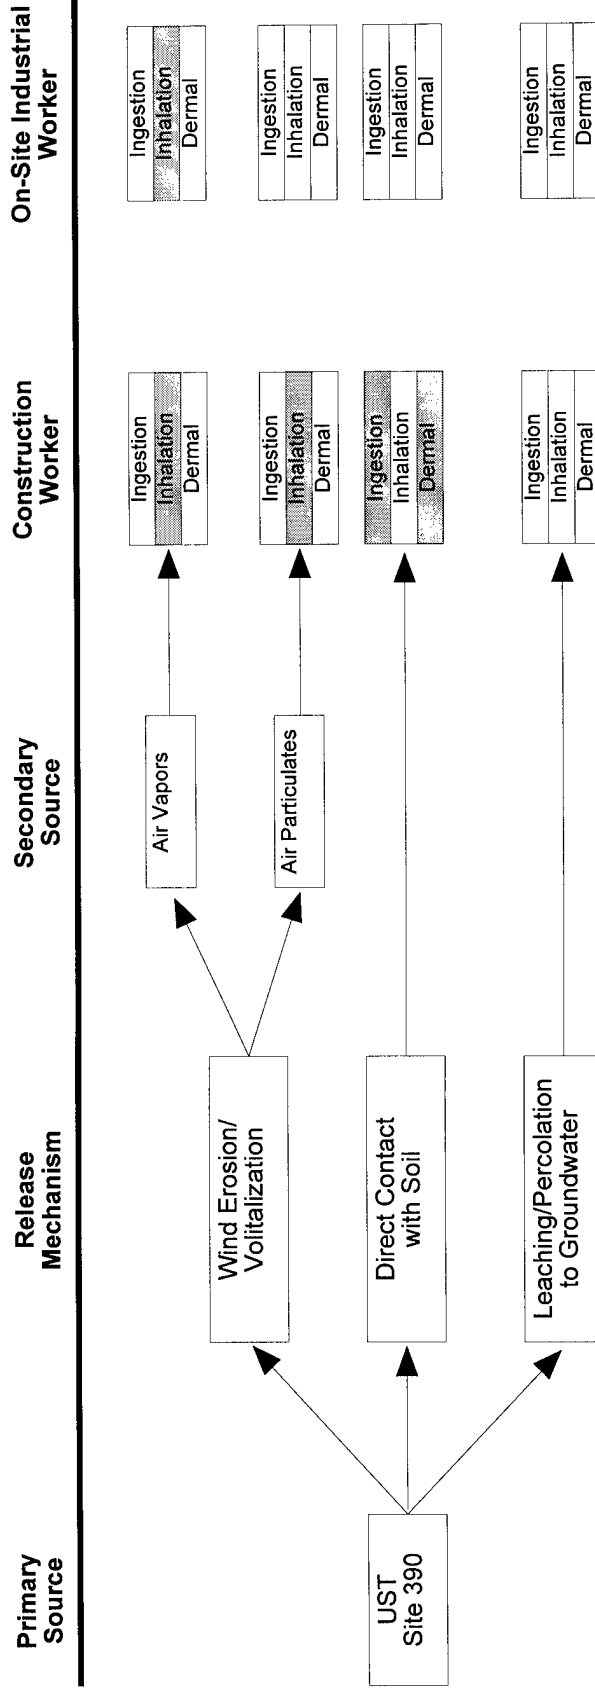 Primary
Source
Release
Mechanism
Secondary
Source
Construction
Worker
On-Site Industrial
Worker
UST
Site 390
Wind Erosion/
Volitalization
Direct Contact
with Soil
Leaching/Percolation
to Groundwater
Air Vapors
Air Particulates
Ingestion
Inhalation
Dermal
Ingestion
Inhalation
Dermal
Ingestion
Inhalation
Dermal
Ingestion
Inhalation
Dermal
Ingestion
Inhalation
Dermal
Ingestion
Inhalation
Dermal
Ingestion
Inhalation
Dermal
Ingestion
Inhalation
Dermal